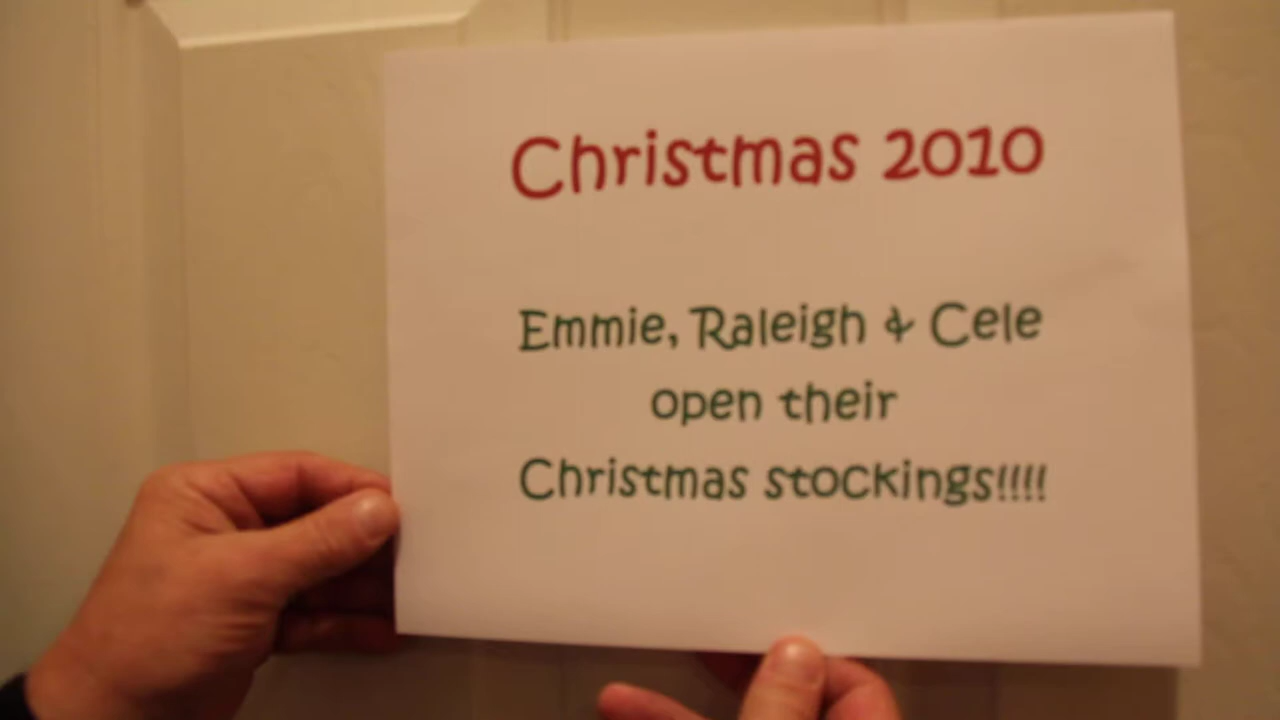 Christmas 2010
Emmie, Raleigh & Cele
open their
Christmas stockings!!!!